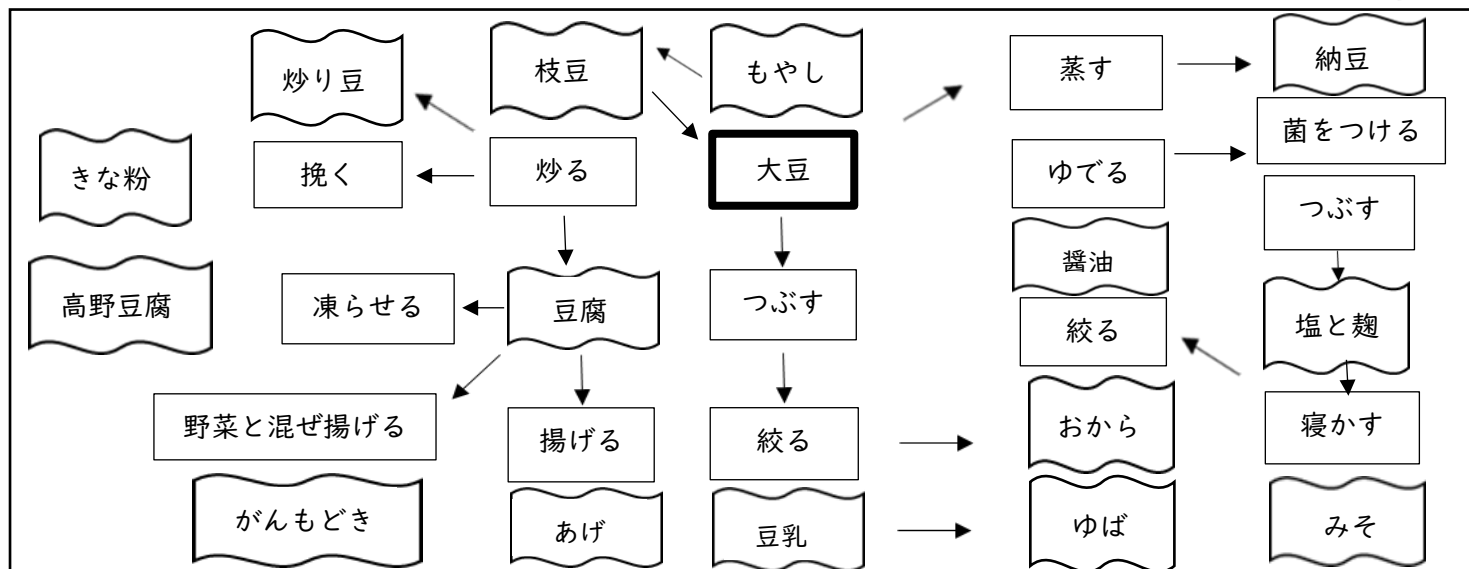 炒り豆
枝豆
もやし
蒸す
納豆
きな粉
挽く
炒る
大豆
ゆでる
菌をつける
つぶす
高野豆腐
凍らせる
豆腐
つぶす
醤油
絞る
塩と麹
野菜と混ぜ揚げる
揚げる
絞る
おから
寝かす
がんもどき
あげ
豆乳
ゆば
みそ